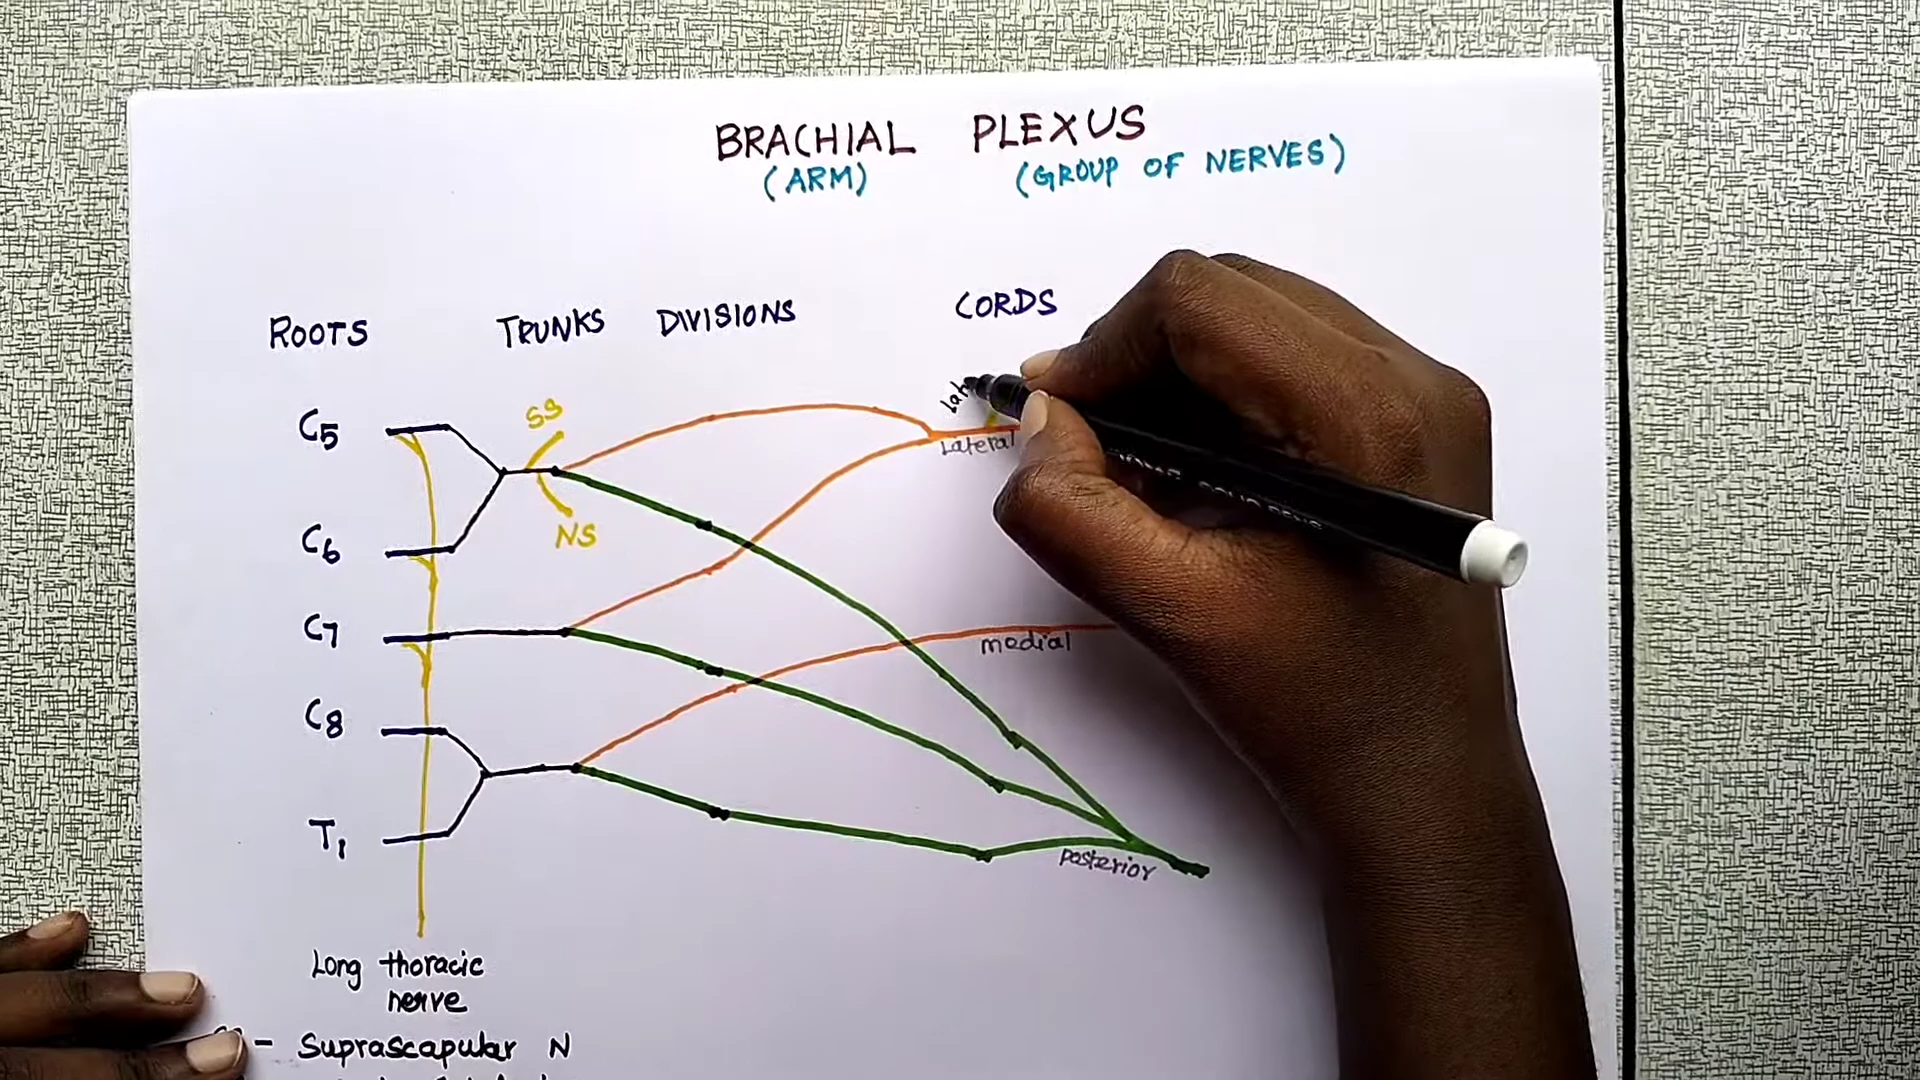 BRACHIAL PLEXUS
(ARM) (GROUP OF NERVES)
ROOTS TRUNKS DIVISIONS CORDS
C5
SS
Lateral
C6
NS
C7
medial
C8
T1
posterior
Long thoracic
nerve
- Suprascapular N